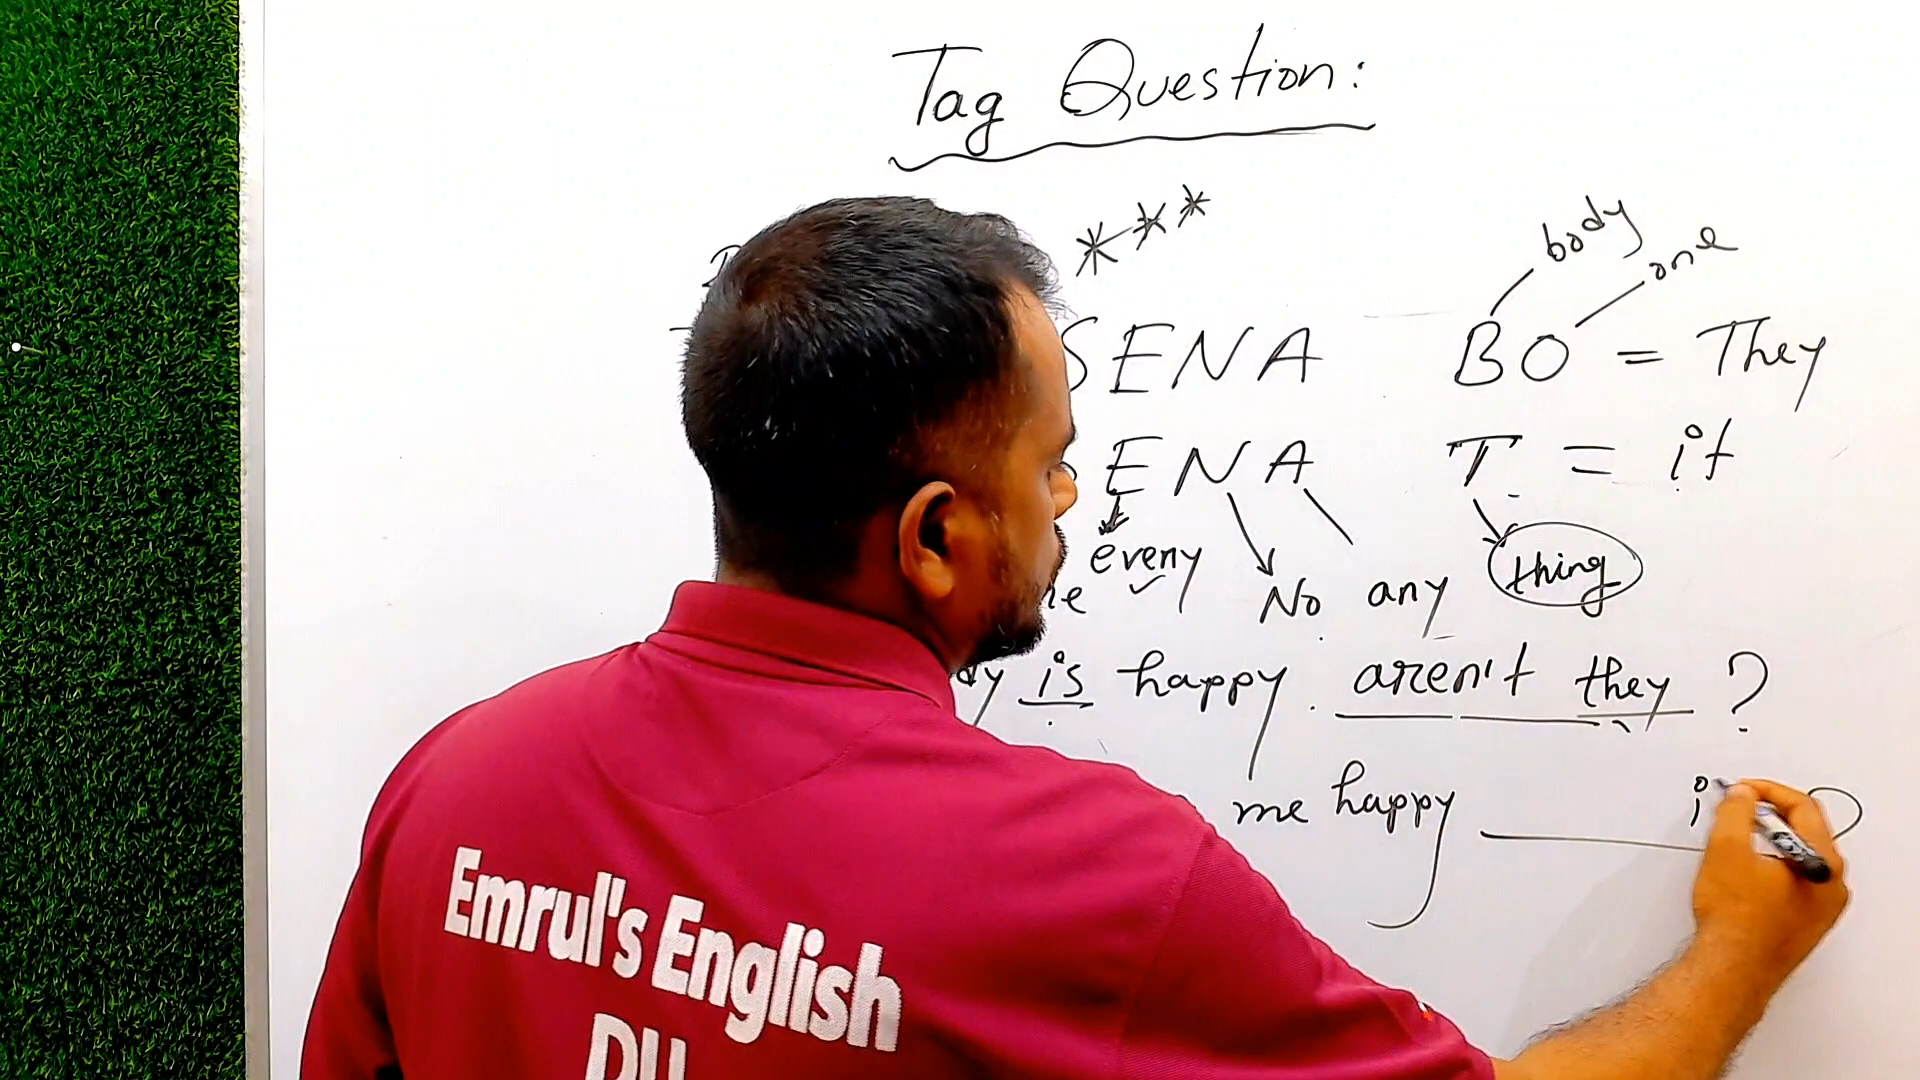 Tag Question:
***
body
one
SENA BO = They
ENA T = it
every No any thing
is happy. aren't they ?
me happy
Emrul's English
DU